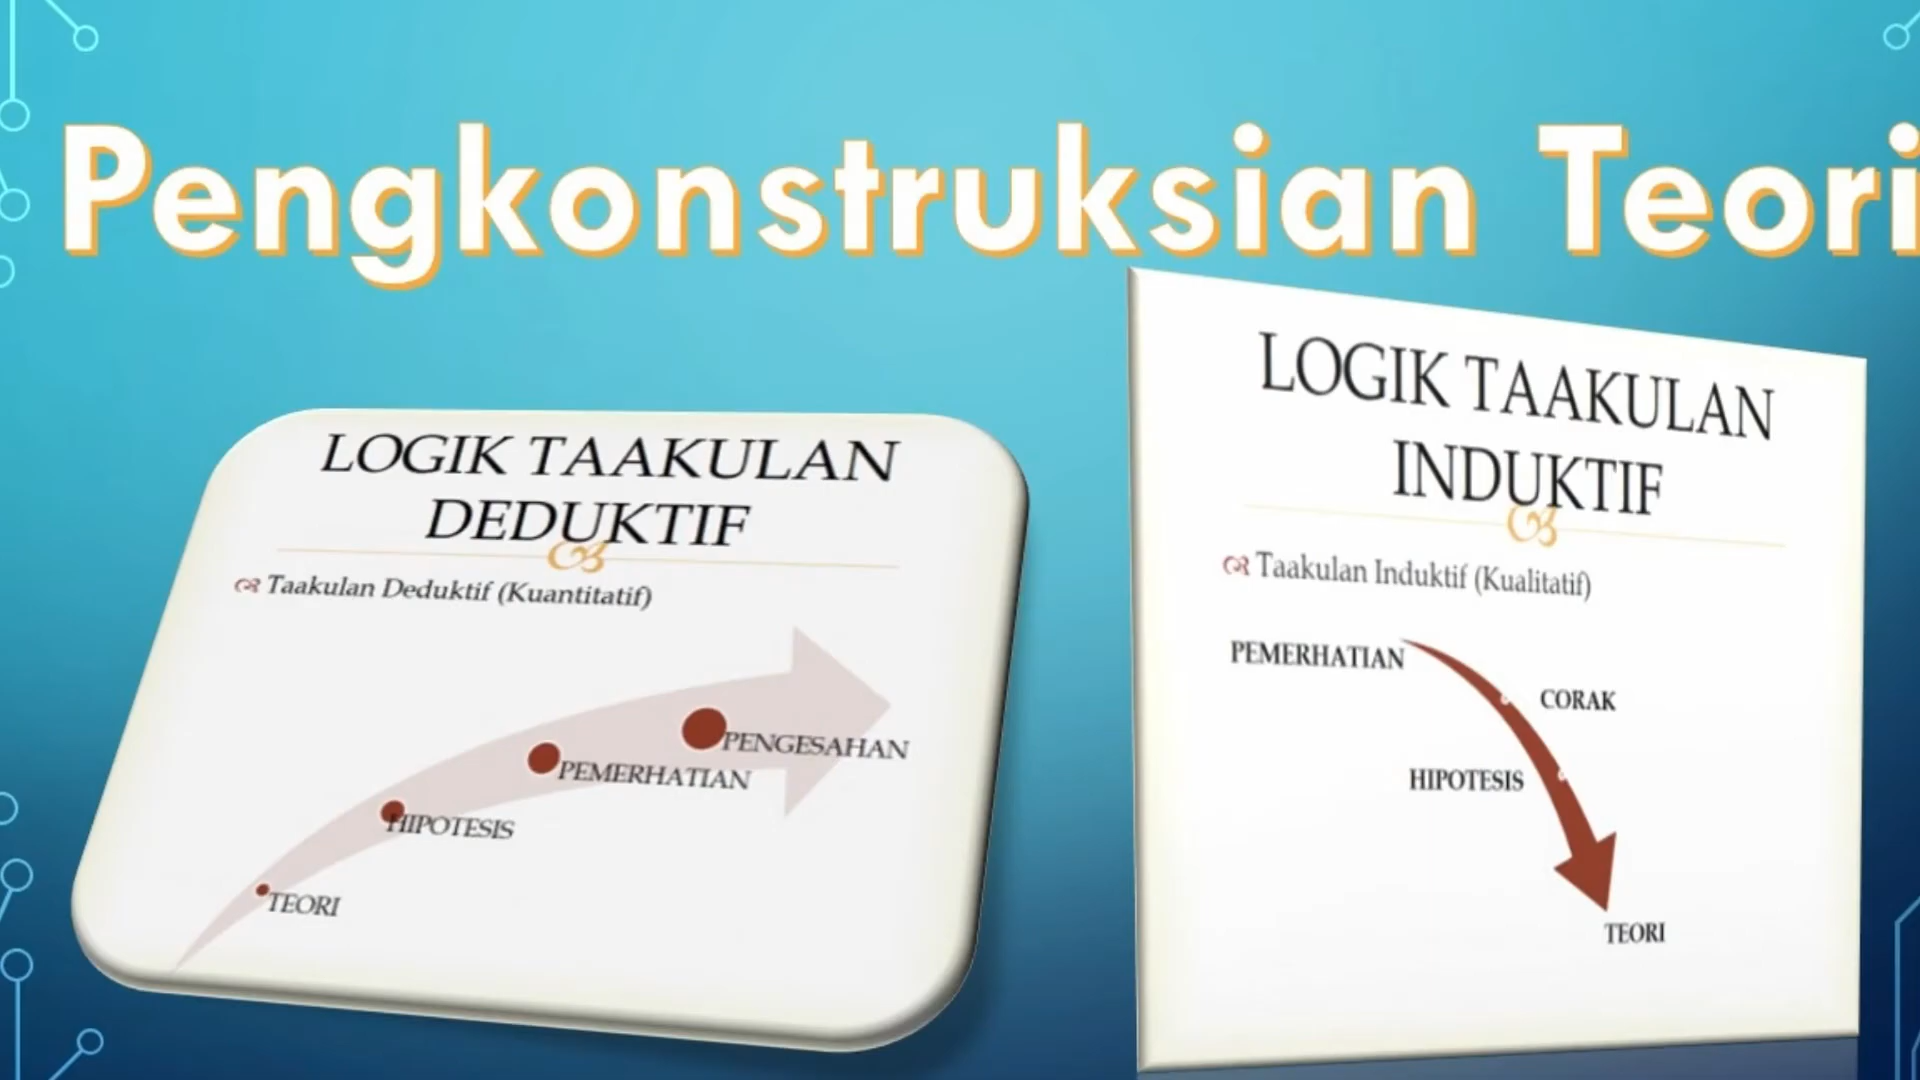 Pengkonstruksian Teori
LOGIK TAAKULAN
DEDUKTIF
Taakulan Deduktif (Kuantitatif)
PENGESAHAN
PEMERHATIAN
HIPOTESIS
TEORI
LOGIK TAAKULAN
INDUKTIF
Taakulan Induktif (Kualitatif)
PEMERHATIAN
CORAK
HIPOTESIS
TEORI